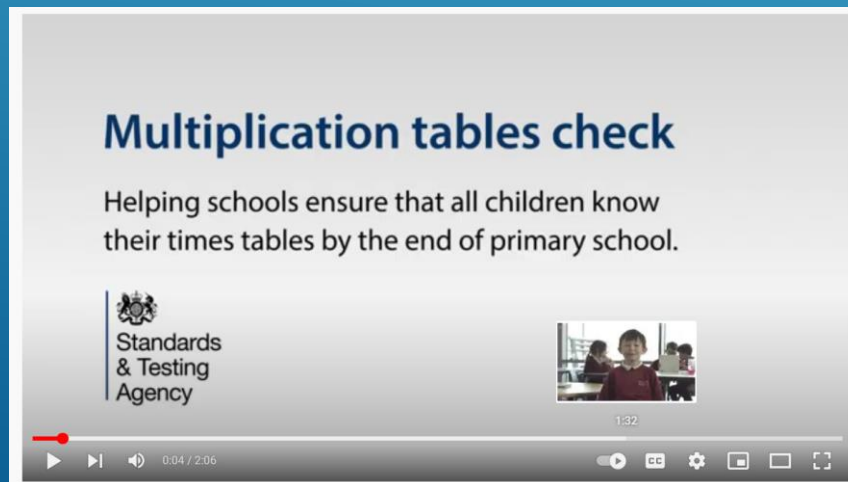 Multiplication tables check
Helping schools ensure that all children know
their times tables by the end of primary school.
Standards
& Testing
Agency
1:32
0:04 / 2:06
CC